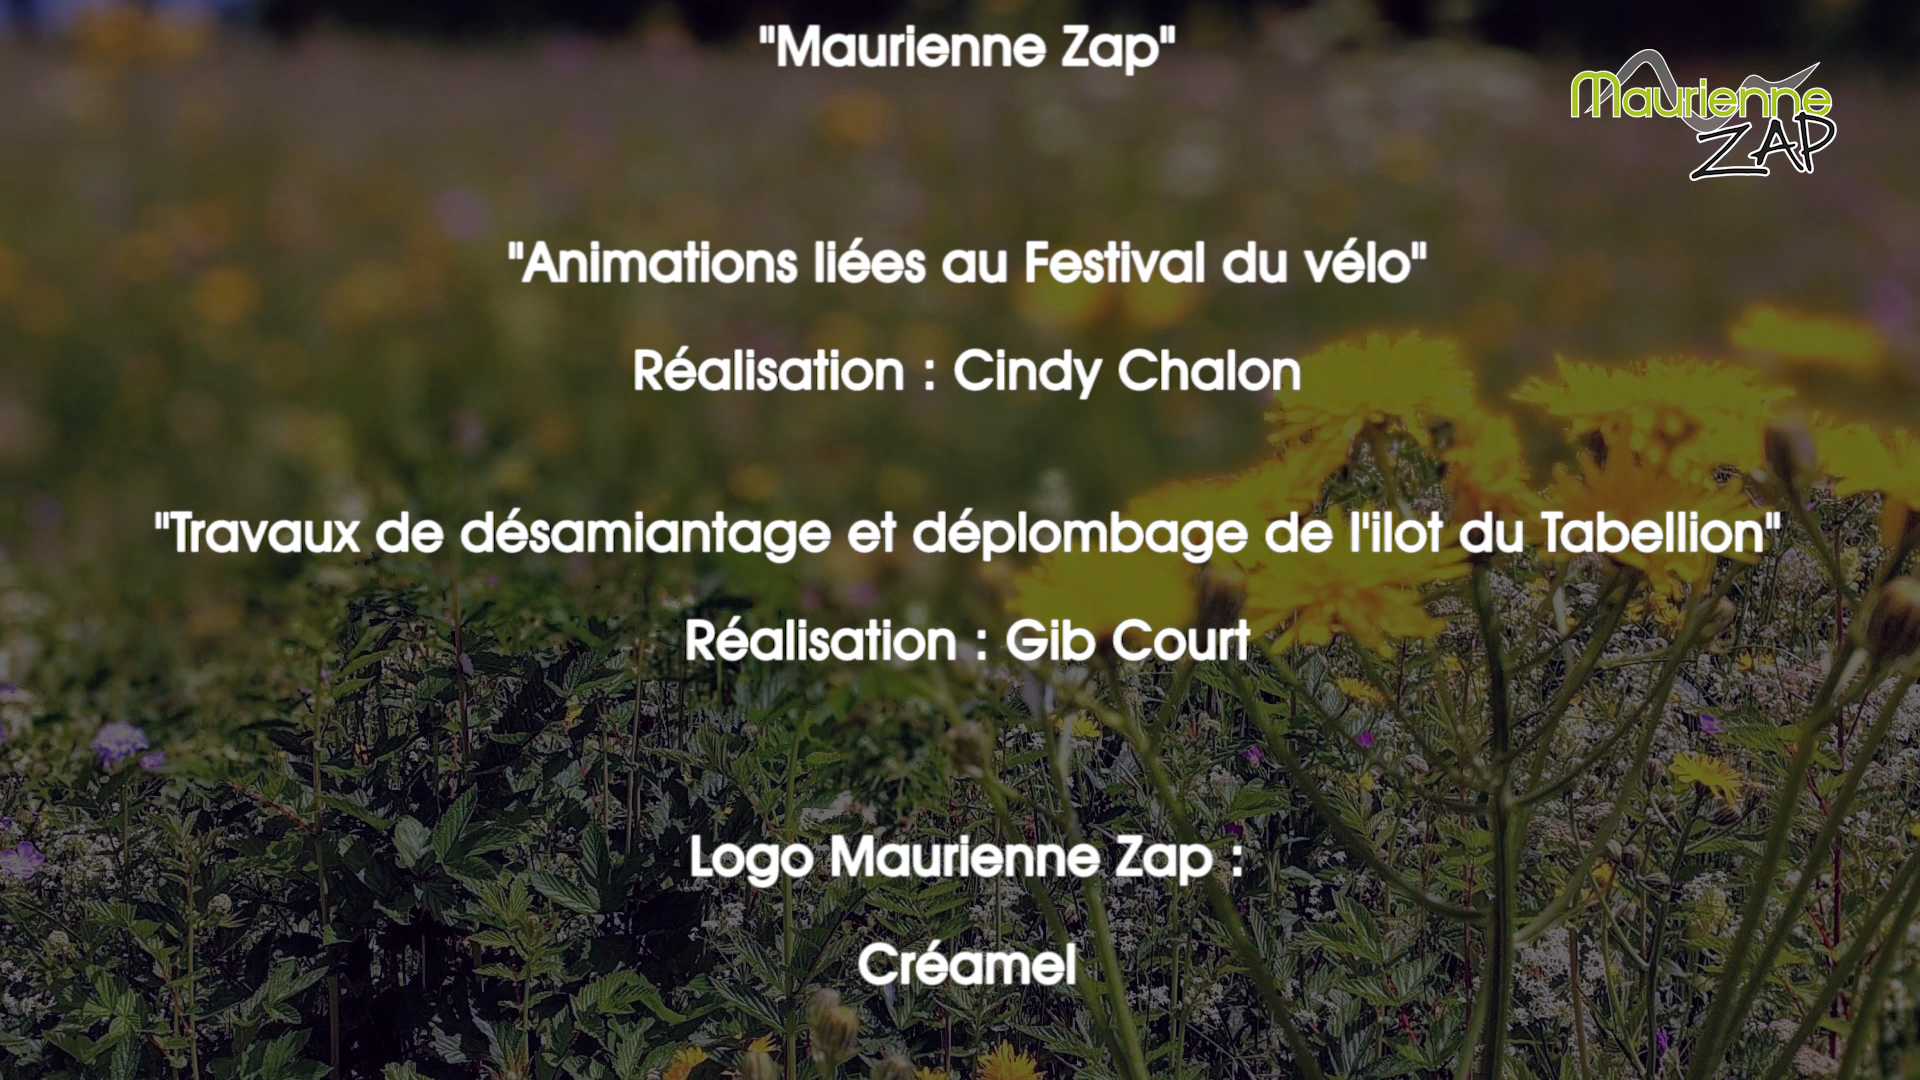 "Maurienne Zap"
Maurienne
ZAP
"Animations liées au Festival du vélo"
Réalisation : Cindy Chalon
"Travaux de désamiantage et déplombage de l'ilot du Tabellion"
Réalisation : Gib Court
Logo Maurienne Zap :
Créamel